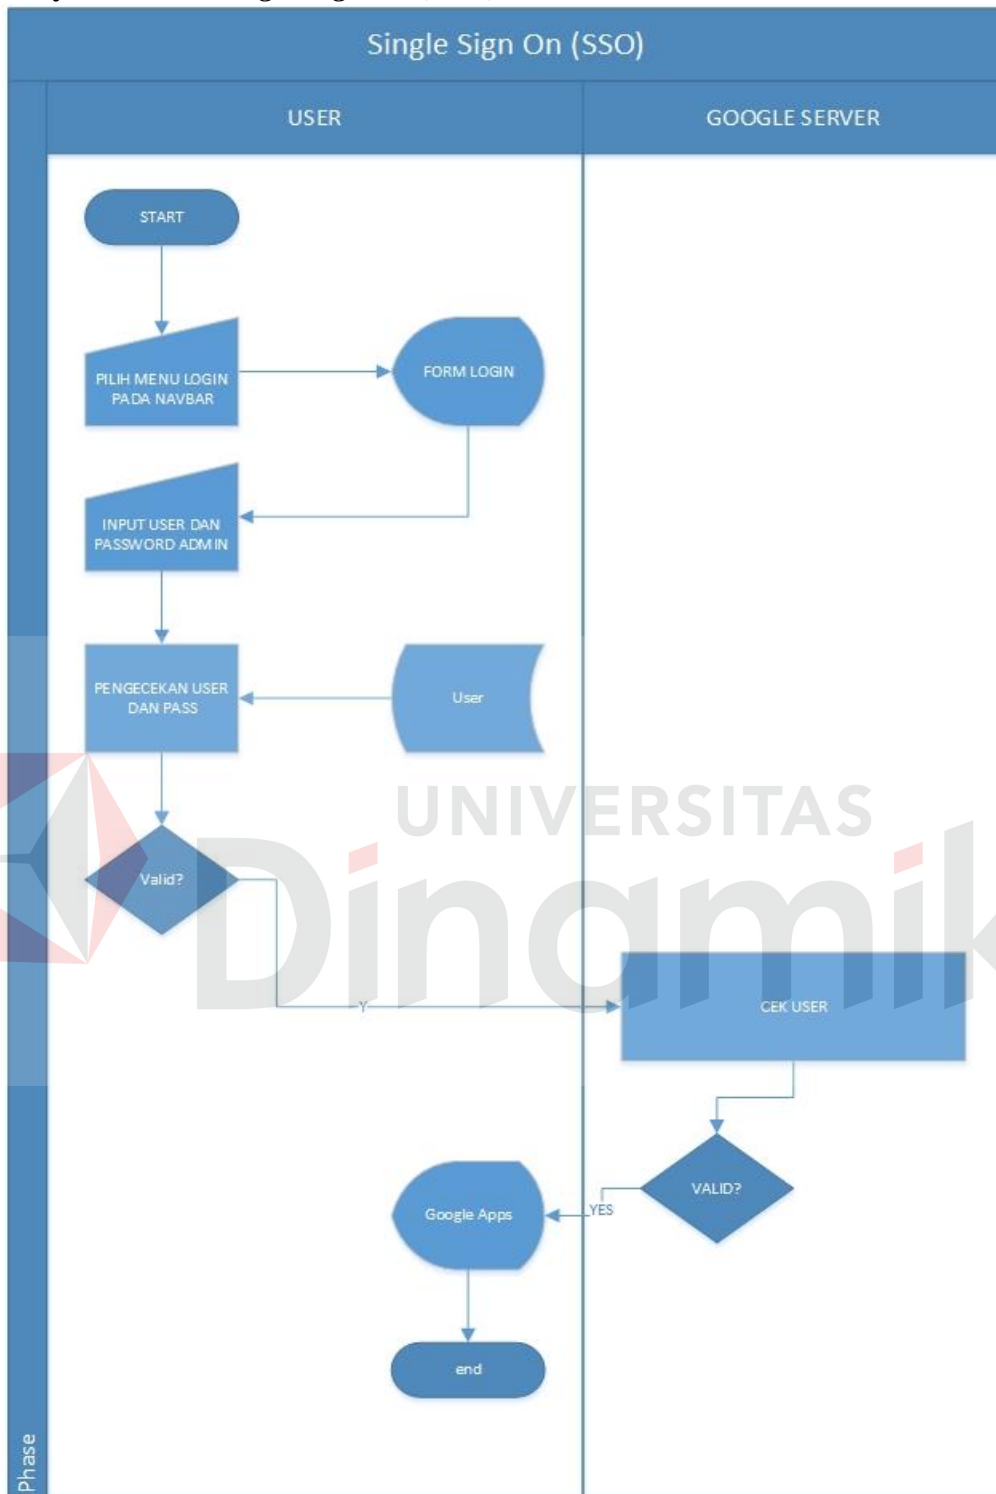 Single Sign On (SSO)
USER
GOOGLE SERVER
START
PILIH MENU LOGIN
PADA NAVBAR
FORM LOGIN
INPUT USER DAN
PASSWORD ADMIN
PENGECEKAN USER
DAN PASS
User
UNIVERSITAS
Dinamik
Valid?
Y
CEK USER
VALID?
YES
Google Apps
end
Phase